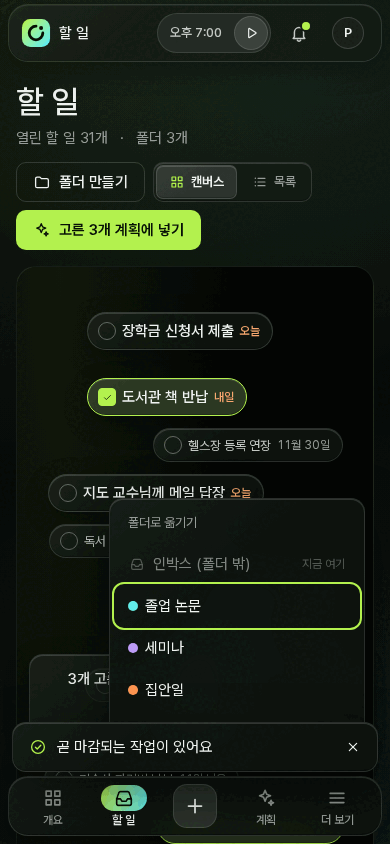 할 일
오후 7:00
P
할 일
열린 할 일 31개 · 폴더 3개
폴더 만들기
캔버스
목록
고른 3개 계획에 넣기
장학금 신청서 제출 오늘
도서관 책 반납 내일
헬스장 등록 연장 11월 30일
지도 교수님께 메일 답장 오늘
독서
폴더로 옮기기
인박스 (폴더 밖) 지금 여기
졸업 논문
세미나
집안일
3개 고
곧 마감되는 작업이 있어요
개요
할 일
계획
더 보기